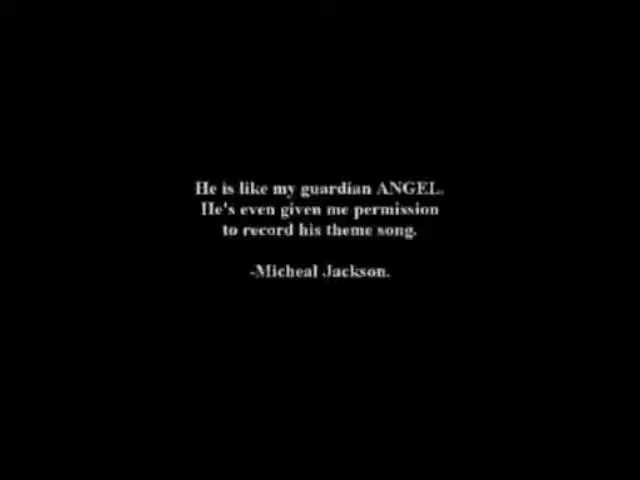 He is like my guardian ANGEL.
He's even given me permission
to record his theme song.
-Micheal Jackson.